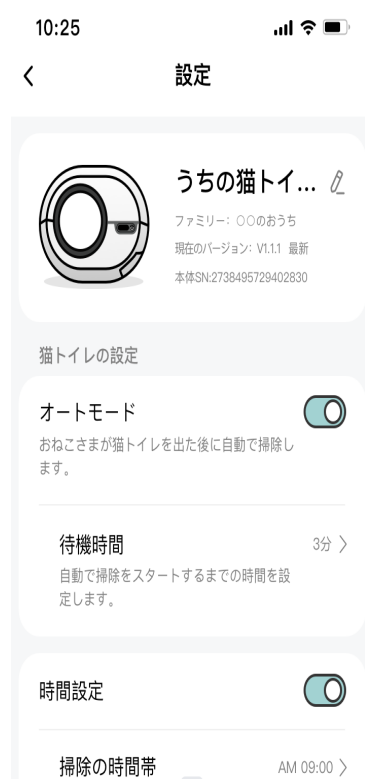 10:25
設定
うちの猫トイ...
ファミリー: ○○のおうち
現在のバージョン: V1.1.1 最新
本体SN:2738495729402830
猫トイレの設定
オートモード
おねこさまが猫トイレを出た後に自動で掃除し
ます。
待機時間
3分
自動で掃除をスタートするまでの時間を設
定します。
時間設定
掃除の時間帯
AM 09:00